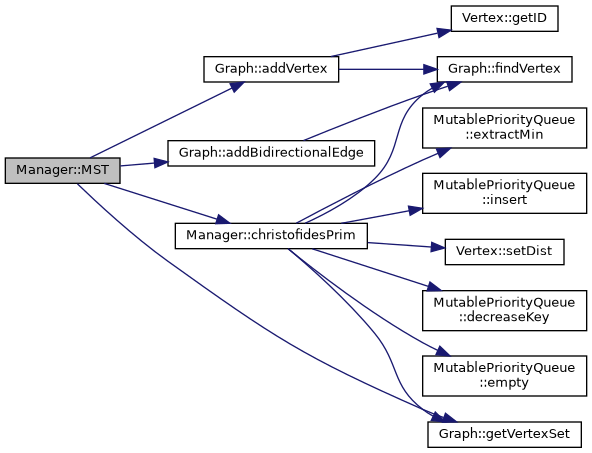 Vertex::getID
Graph::addVertex
Graph::findVertex
MutablePriorityQueue
::extractMin
Graph::addBidirectionalEdge
Manager::MST
MutablePriorityQueue
::insert
Manager::christofidesPrim
Vertex::setDist
MutablePriorityQueue
::decreaseKey
MutablePriorityQueue
::empty
Graph::getVertexSet